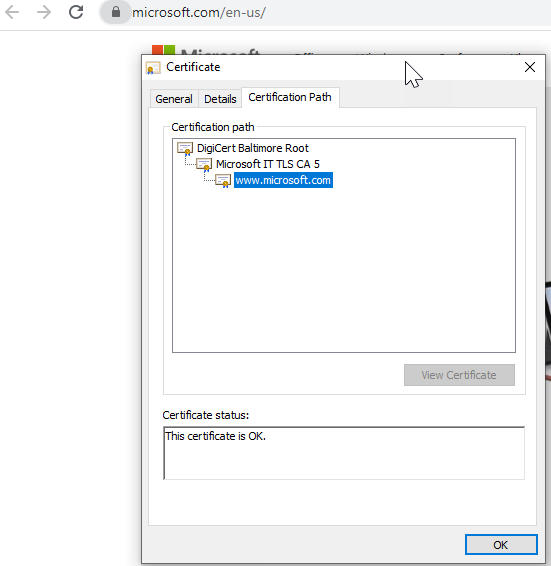 microsoft.com/en-us/
Certificate
General Details Certification Path
Certification path
DigiCert Baltimore Root
Microsoft IT TLS CA 5
www.microsoft.com
View Certificate
Certificate status:
This certificate is OK.
OK